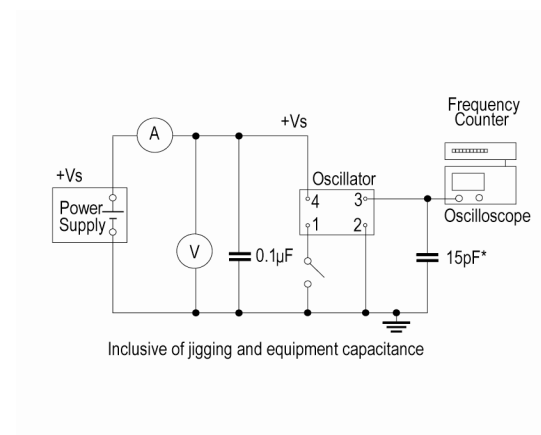 Frequency
Counter
+Vs
A
+Vs
Oscillator
Power
Supply
4
3
1
2
Oscilloscope
V
0.1µF
15pF*
Inclusive of jigging and equipment capacitance